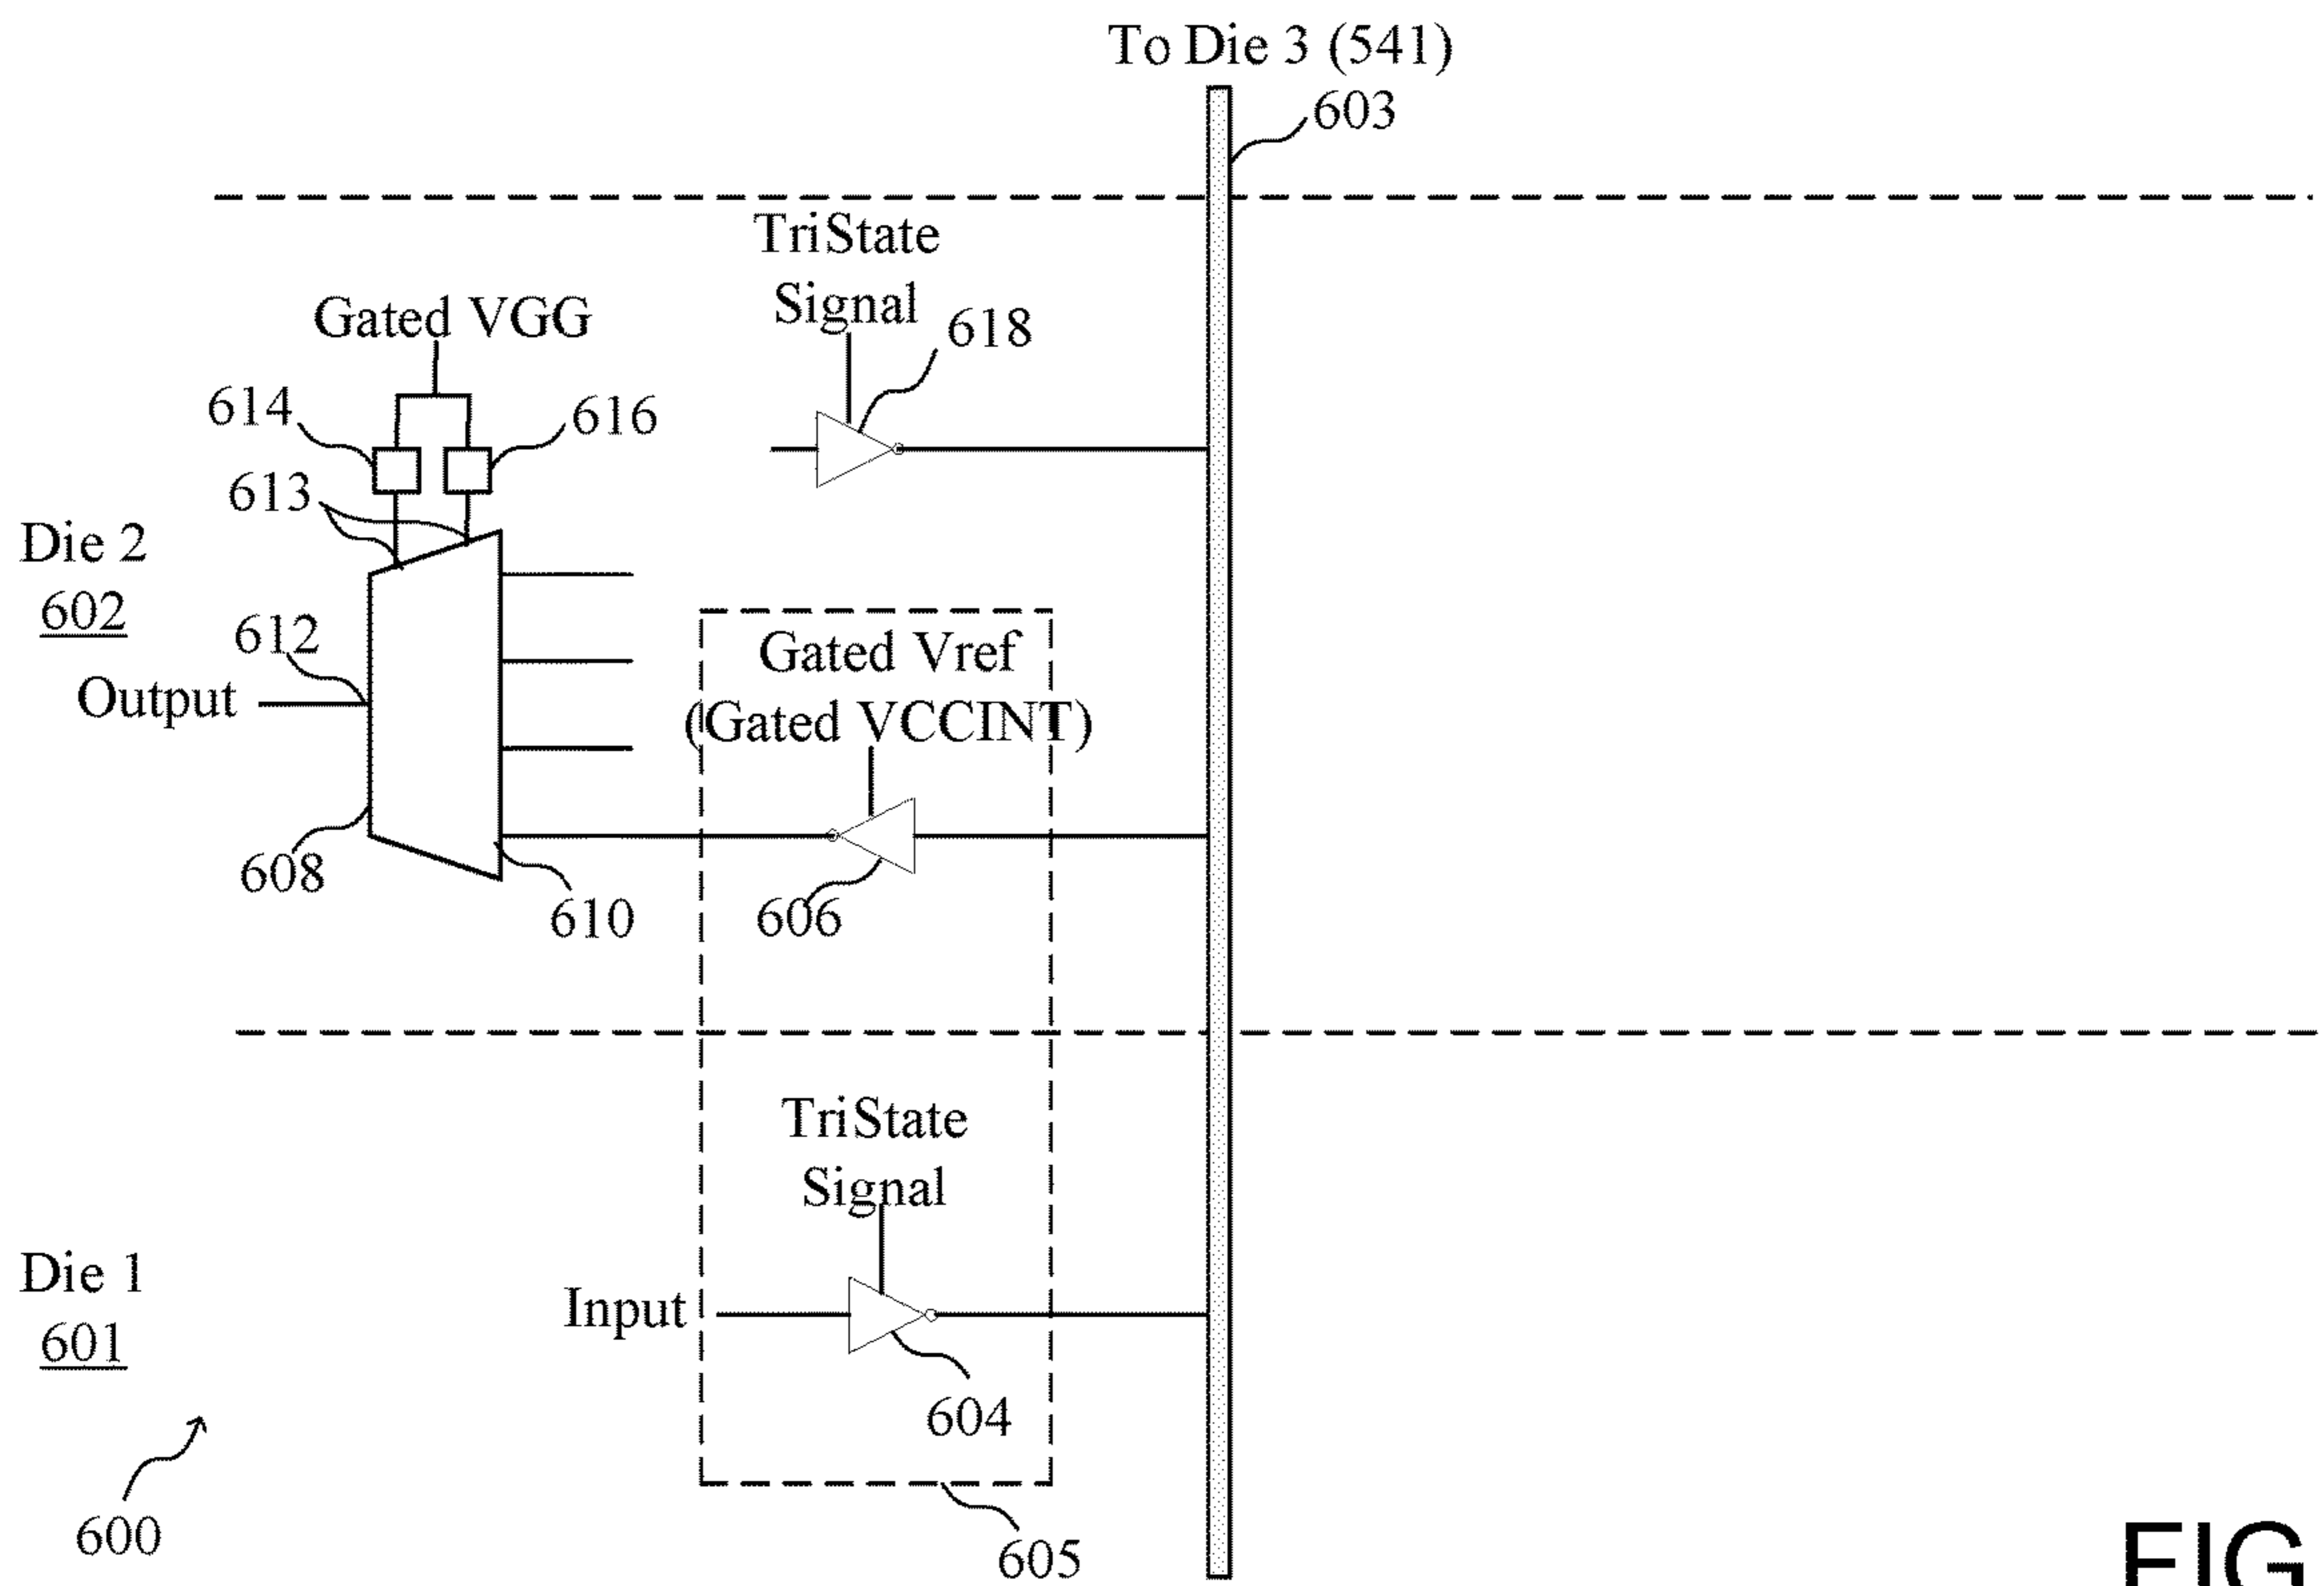 To Die 3 (541)
603
TriState
Signal
618
Gated VGG
614
616
613
Die 2
602
612
Output
Gated Vref
(Gated VCCINT)
608
610
606
TriState
Signal
Die 1
601
Input
604
600
605
FIG